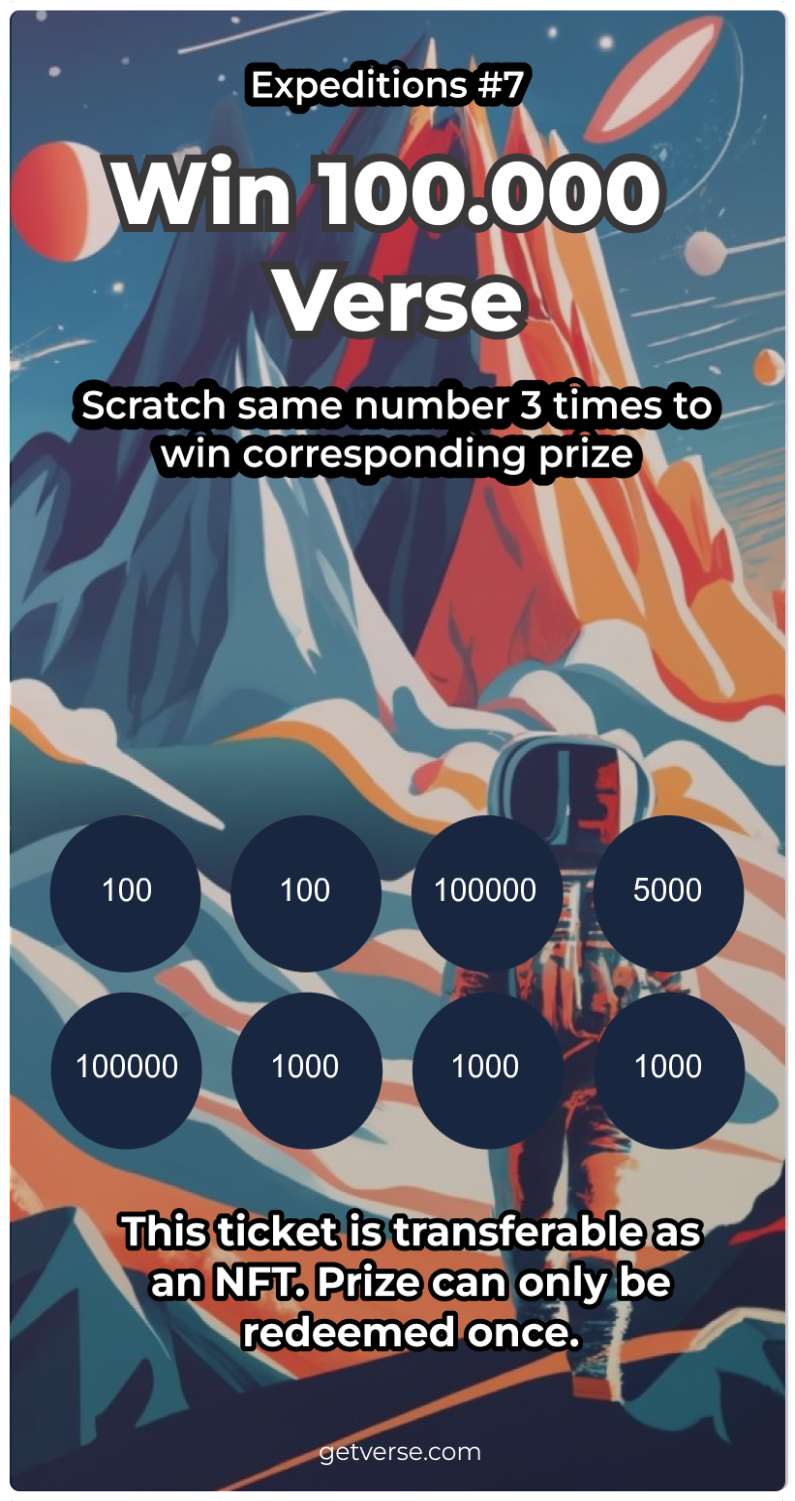 Expeditions #7
Win 100.000
Verse
Scratch same number 3 times to
win corresponding prize
100 100 100000 5000
100000 1000 1000 1000
This ticket is transferable as
an NFT. Prize can only be
redeemed once.
getverse.com